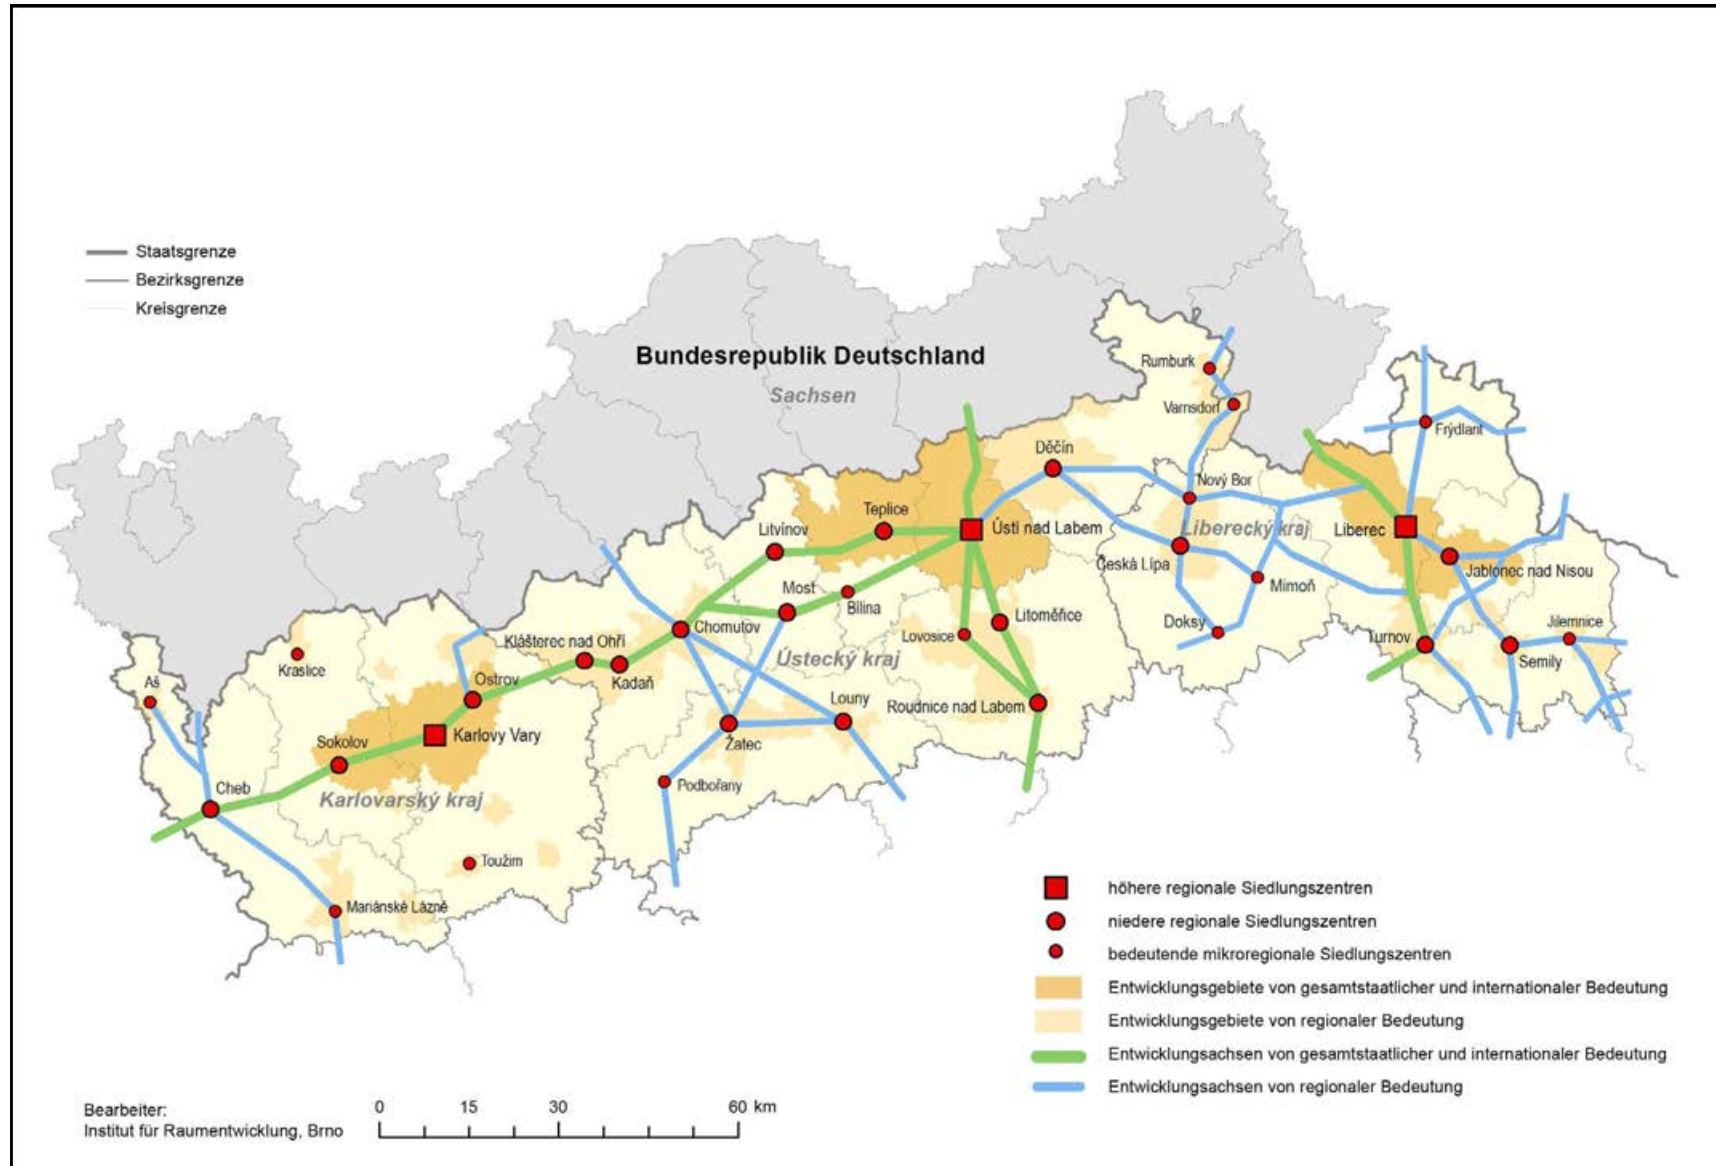 Staatsgrenze
Bezirksgrenze
Kreisgrenze
Bundesrepublik Deutschland
Sachsen
Rumburk
Varnsdorf
Frýdlant
Děčín
Nový Bor
Teplice
Ústí nad Labem
Liberecký kraj
Liberec
Litvínov
Česká Lípa
Jablonec nad Nisou
Most
Bílina
Mimoň
Litoměřice
Chomutov
Doksy
Jilemnice
Klášterec nad Ohří
Lovosice
Turnov
Ústecký kraj
Semily
Kraslice
Kadaň
Aš
Ostrov
Louny
Roudnice nad Labem
Karlovy Vary
Sokolov
Žatec
Cheb
Podbořany
Karlovarský kraj
Toužim
Mariánské Lázně
höhere regionale Siedlungszentren
niedere regionale Siedlungszentren
bedeutende mikroregionale Siedlungszentren
Entwicklungsgebiete von gesamtstaatlicher und internationaler Bedeutung
Entwicklungsgebiete von regionaler Bedeutung
Entwicklungsachsen von gesamtstaatlicher und internationaler Bedeutung
Entwicklungsachsen von regionaler Bedeutung
Bearbeiter:
Institut für Raumentwicklung, Brno
0 15 30 60 km